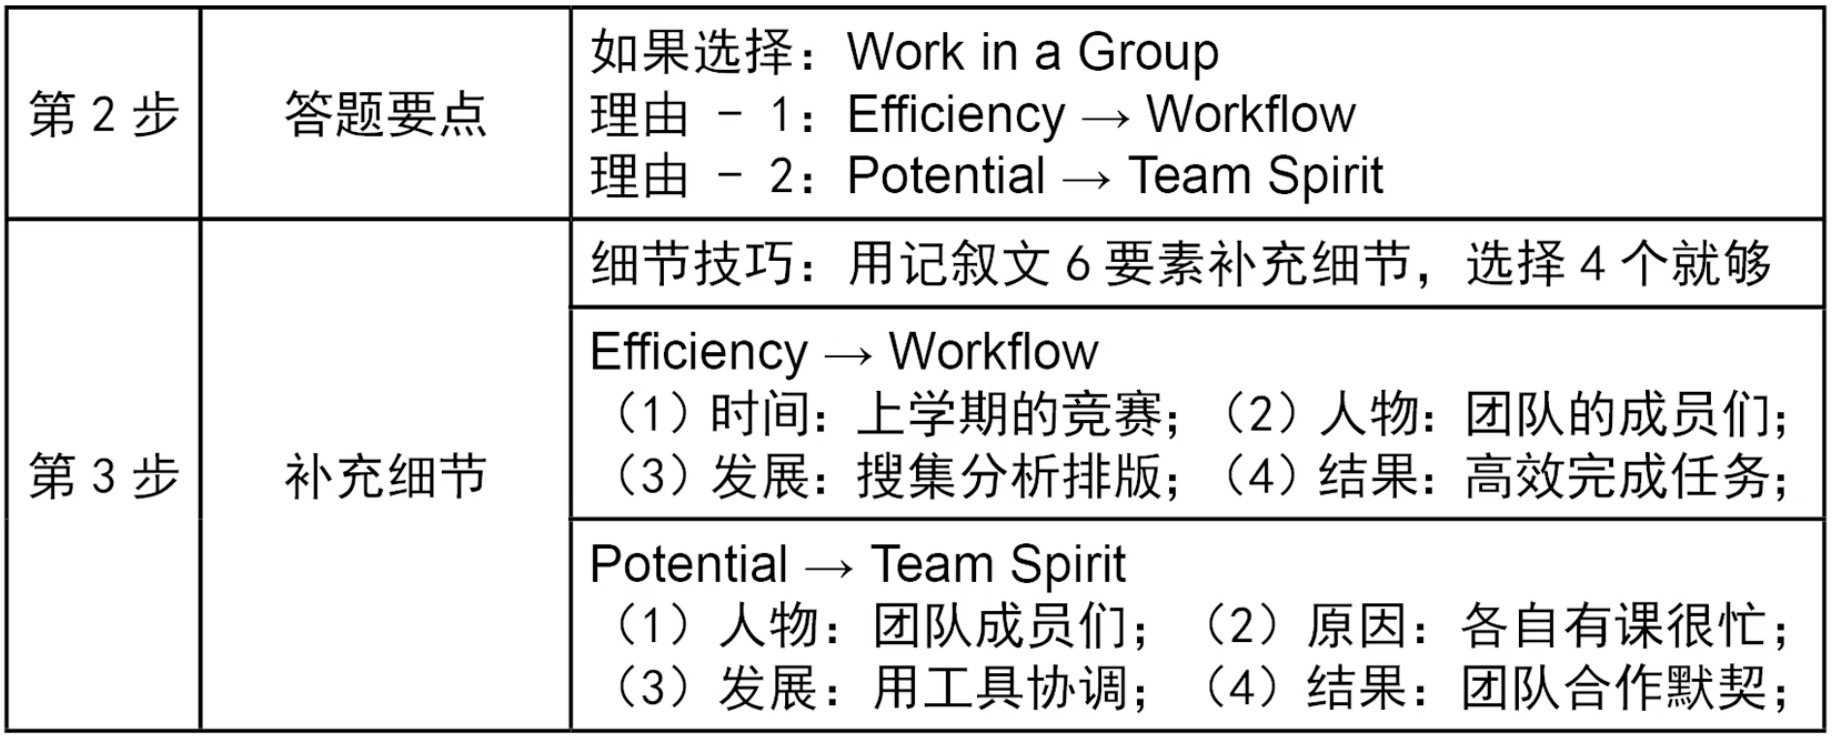 第 2 步
答题要点
如果选择：Work in a Group
理由 - 1：Efficiency → Workflow
理由 - 2：Potential → Team Spirit
第 3 步
补充细节
细节技巧：用记叙文 6 要素补充细节，选择 4 个就够
Efficiency → Workflow
（1）时间：上学期的竞赛；（2）人物：团队的成员们；
（3）发展：搜集分析排版；（4）结果：高效完成任务；
Potential → Team Spirit
（1）人物：团队成员们；（2）原因：各自有课很忙；
（3）发展：用工具协调；（4）结果：团队合作默契；